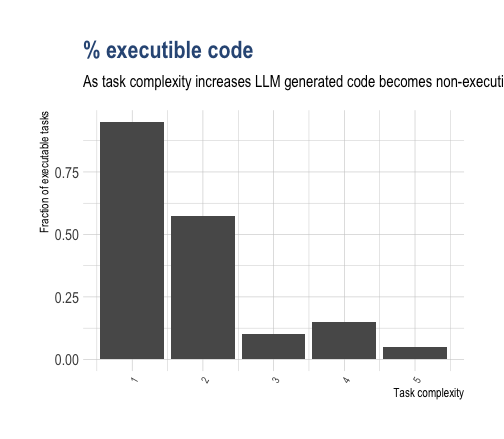 % executible code
As task complexity increases LLM generated code becomes non-executi
Fraction of executable tasks
0.75
0.50
0.25
0.00
1
2
3
4
5
Task complexity